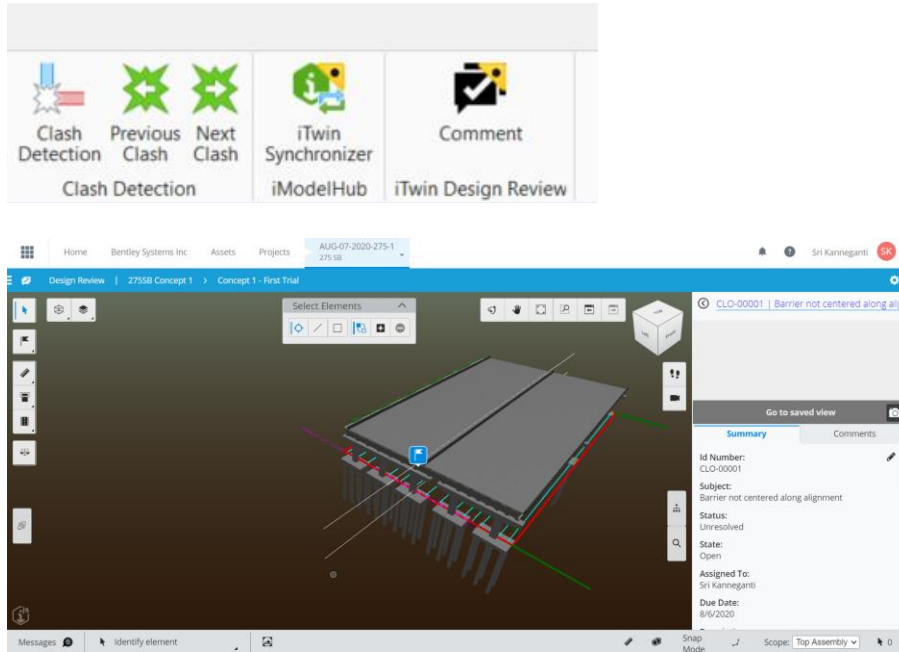 Clash Detection
Previous Clash
Next Clash
iTwin Synchronizer
Comment
Clash Detection
iModelHub
iTwin Design Review
Home
Bentley Systems Inc
Assets
Projects
AUG-07-2020-275-1
275 SB
Sri Kanneganti
SK
Design Review | 275SB Concept 1 > Concept 1 - First Trial
Select Elements
CLO-00001 | Barrier not centered along
Go to saved view
Summary
Comments
Id Number:
CLO-00001
Subject:
Barrier not centered along alignment
Status:
Unresolved
State:
Open
Assigned To:
Sri Kanneganti
Due Date:
8/6/2020
Messages
Identify element
Snap Mode
Scope:
Top Assembly
0